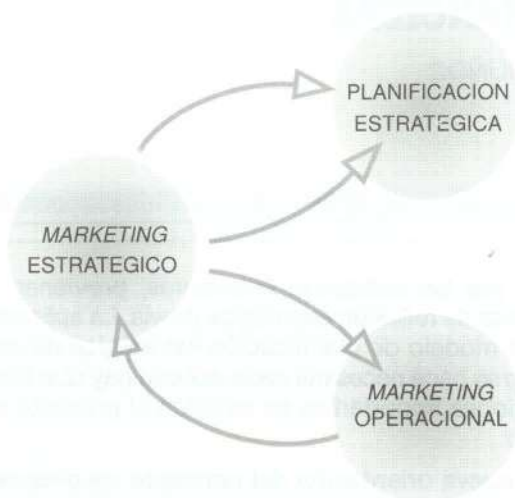 PLANIFICACION
ESTRATEGICA
MARKETING
ESTRATEGICO
MARKETING
OPERACIONAL